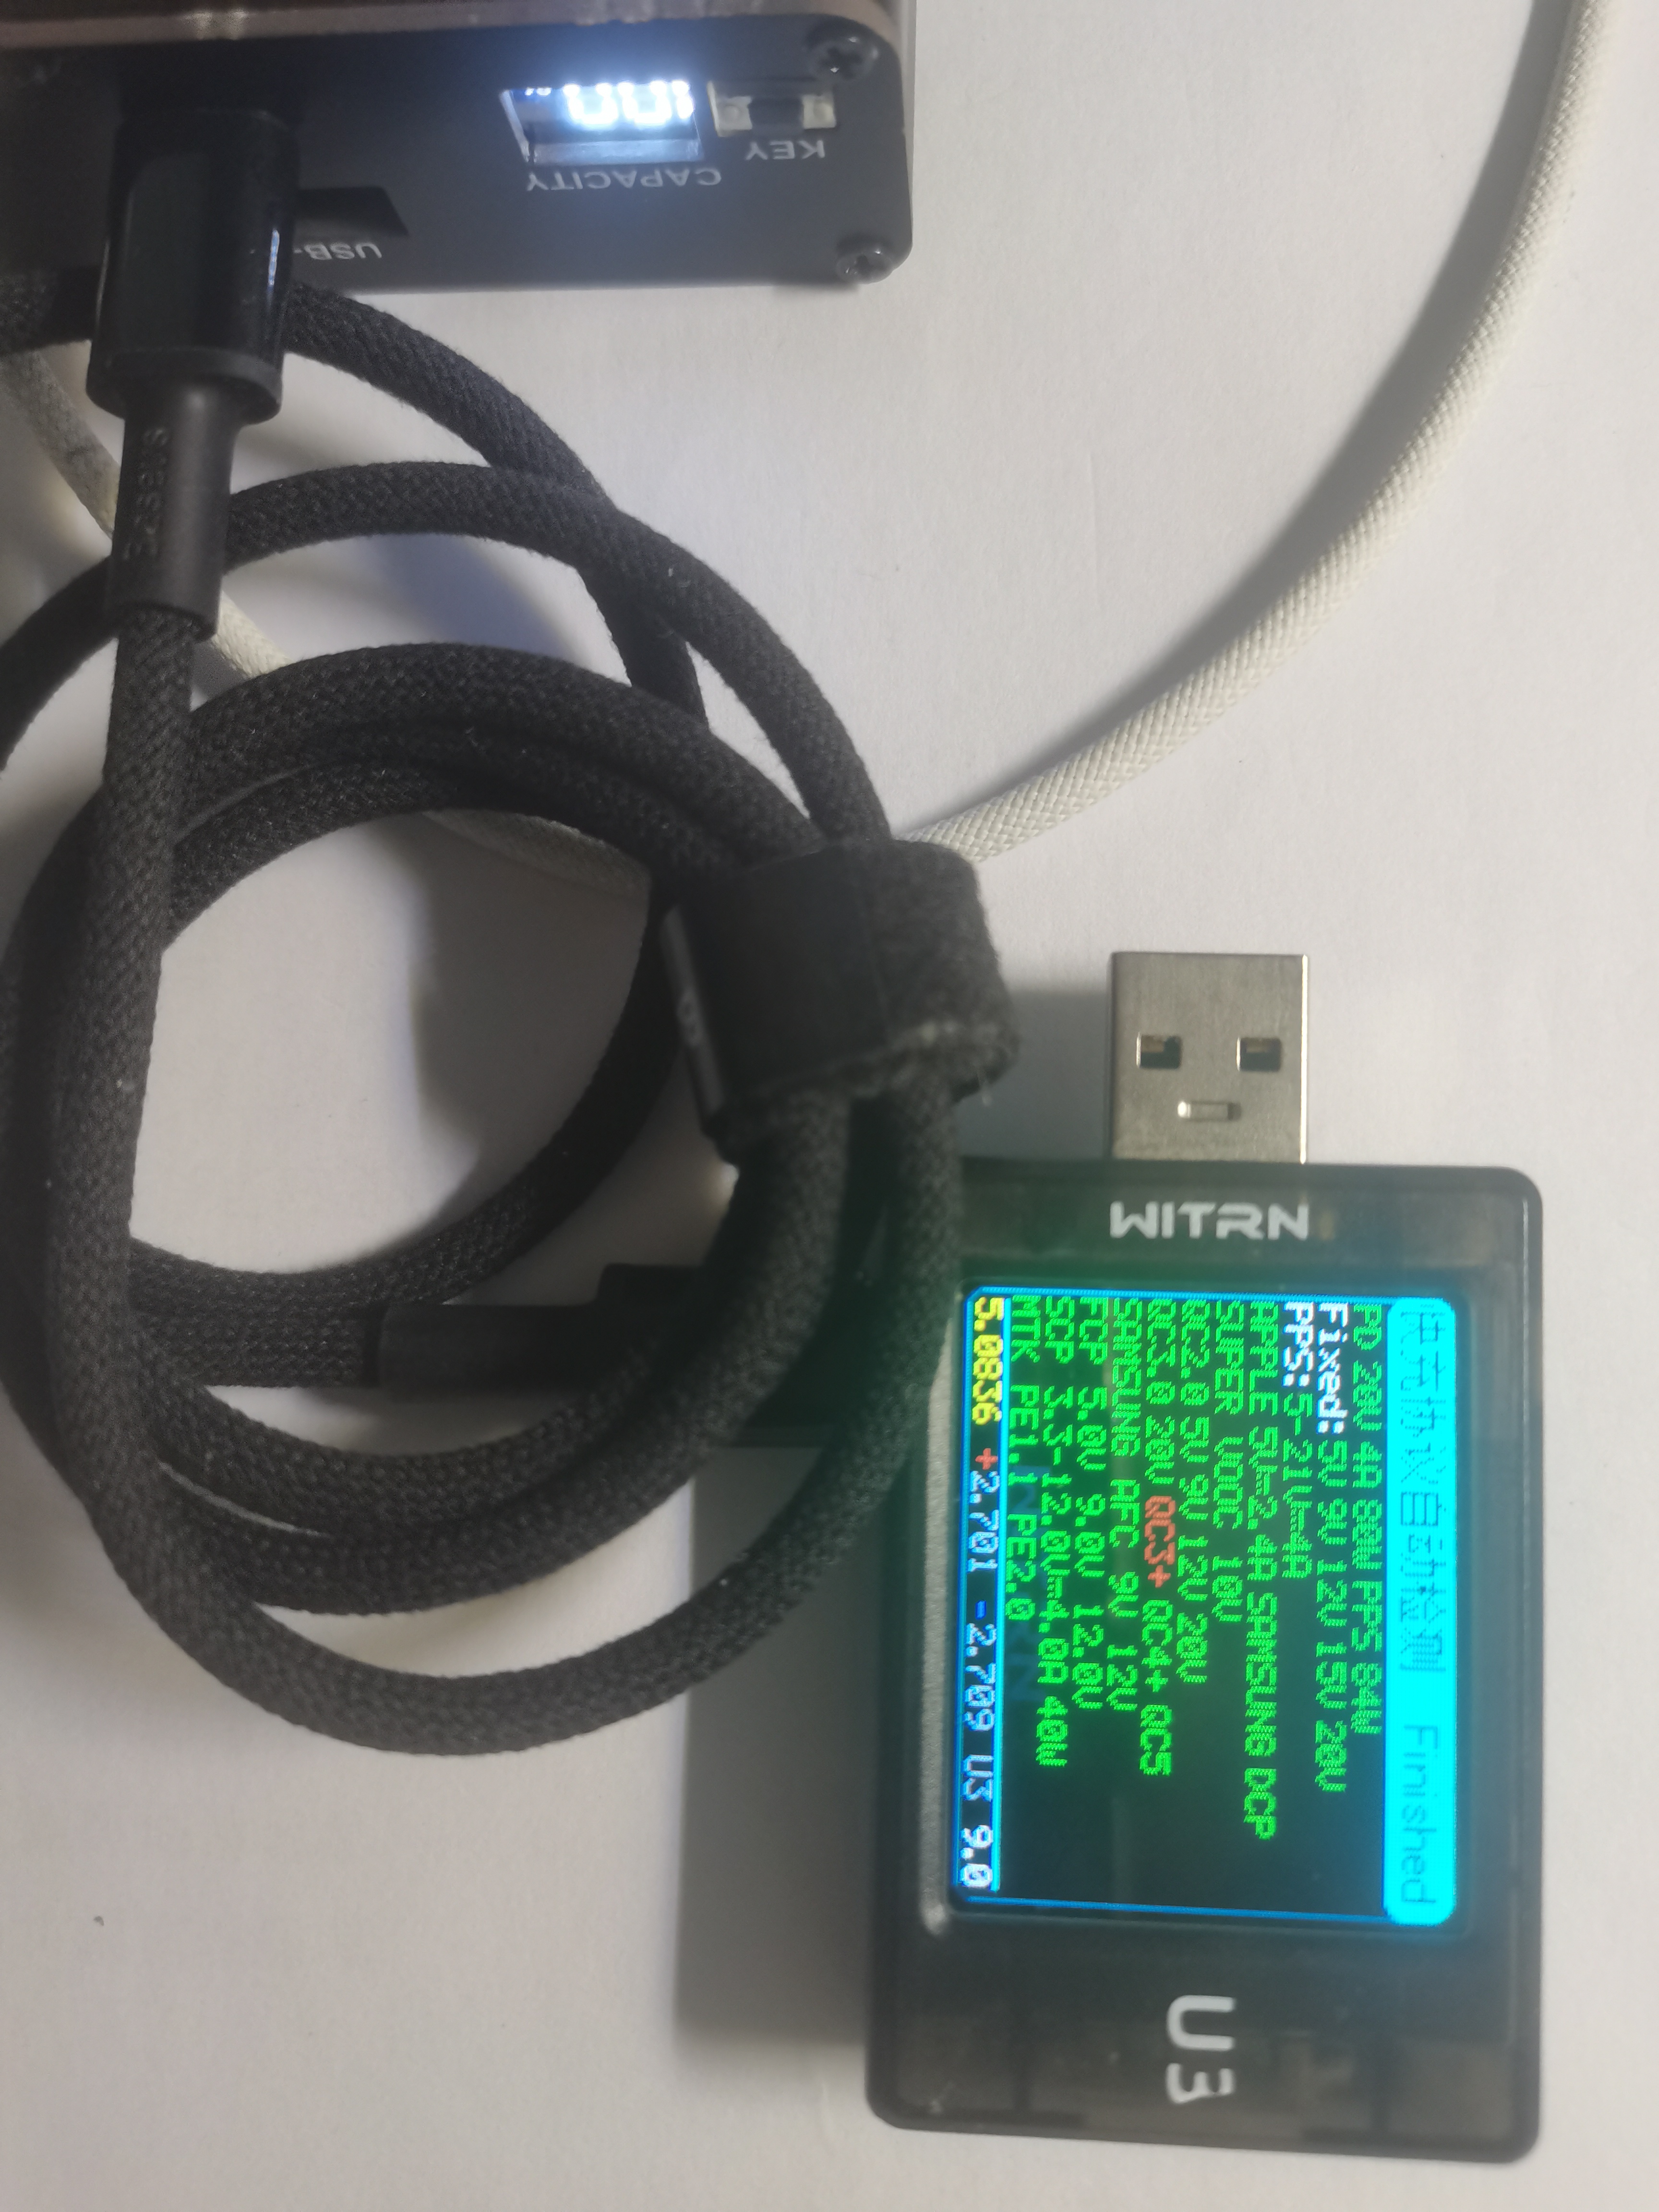 快充协议自动检测 Finished
PD 20V 4A 80W PPS 84W
Fixed:5V 9V 12V 15V 20V
PPS:5-21V=4A
APPLE 5V=2.4A SAMSUNG DCP
SUPER VOOC 10V
QC2.0 5V 9V 12V 20V
QC3.0 20V QC3+ QC4+ QC5
SAMSUNG AFC 9V 12V
FCP 5.0V 9.0V 12.0V
SCP 3.3-12.0V=4.0A 40W
MTK PE1.1 PE2.0
5.0836 +2.701 -2.709 U3 9.0
WITRN
U3
KEY
CAPACITY
100
USB-